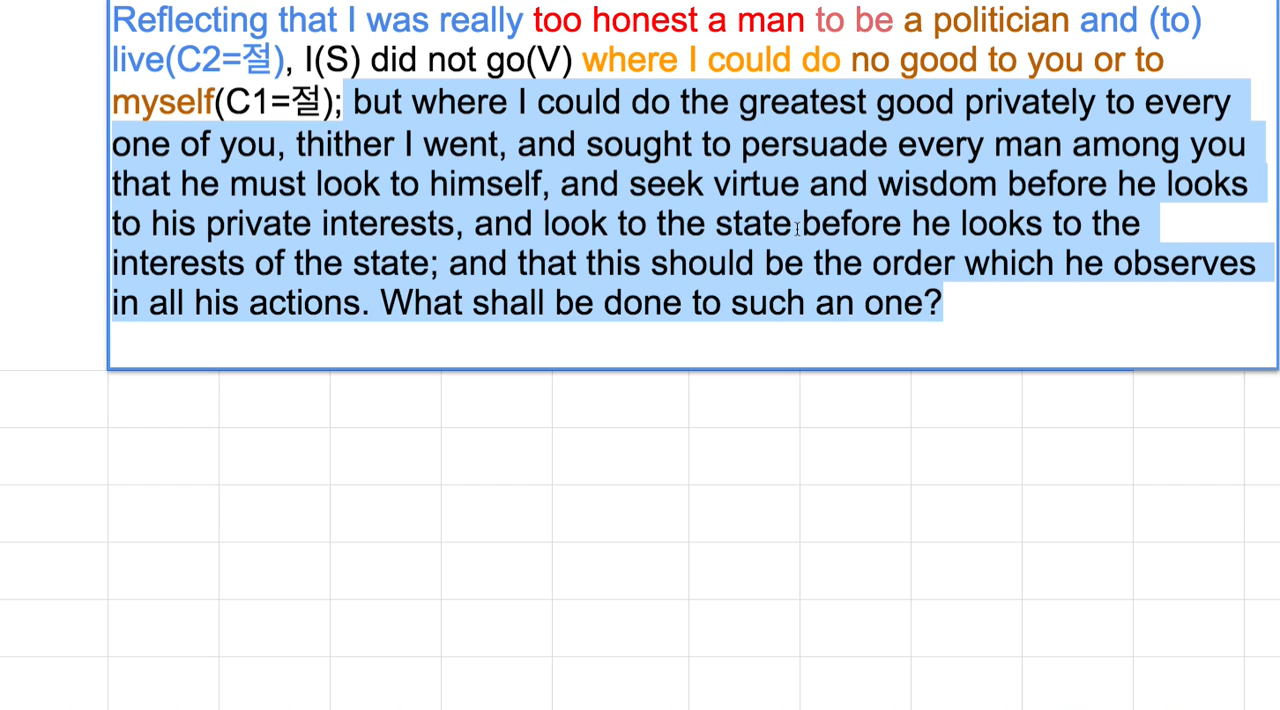 Reflecting that I was really too honest a man to be a politician and (to)
live(C2=절), I(S) did not go(V) where I could do no good to you or to
myself(C1=절); but where I could do the greatest good privately to every
one of you, thither I went, and sought to persuade every man among you
that he must look to himself, and seek virtue and wisdom before he looks
to his private interests, and look to the state before he looks to the
interests of the state; and that this should be the order which he observes
in all his actions. What shall be done to such an one?